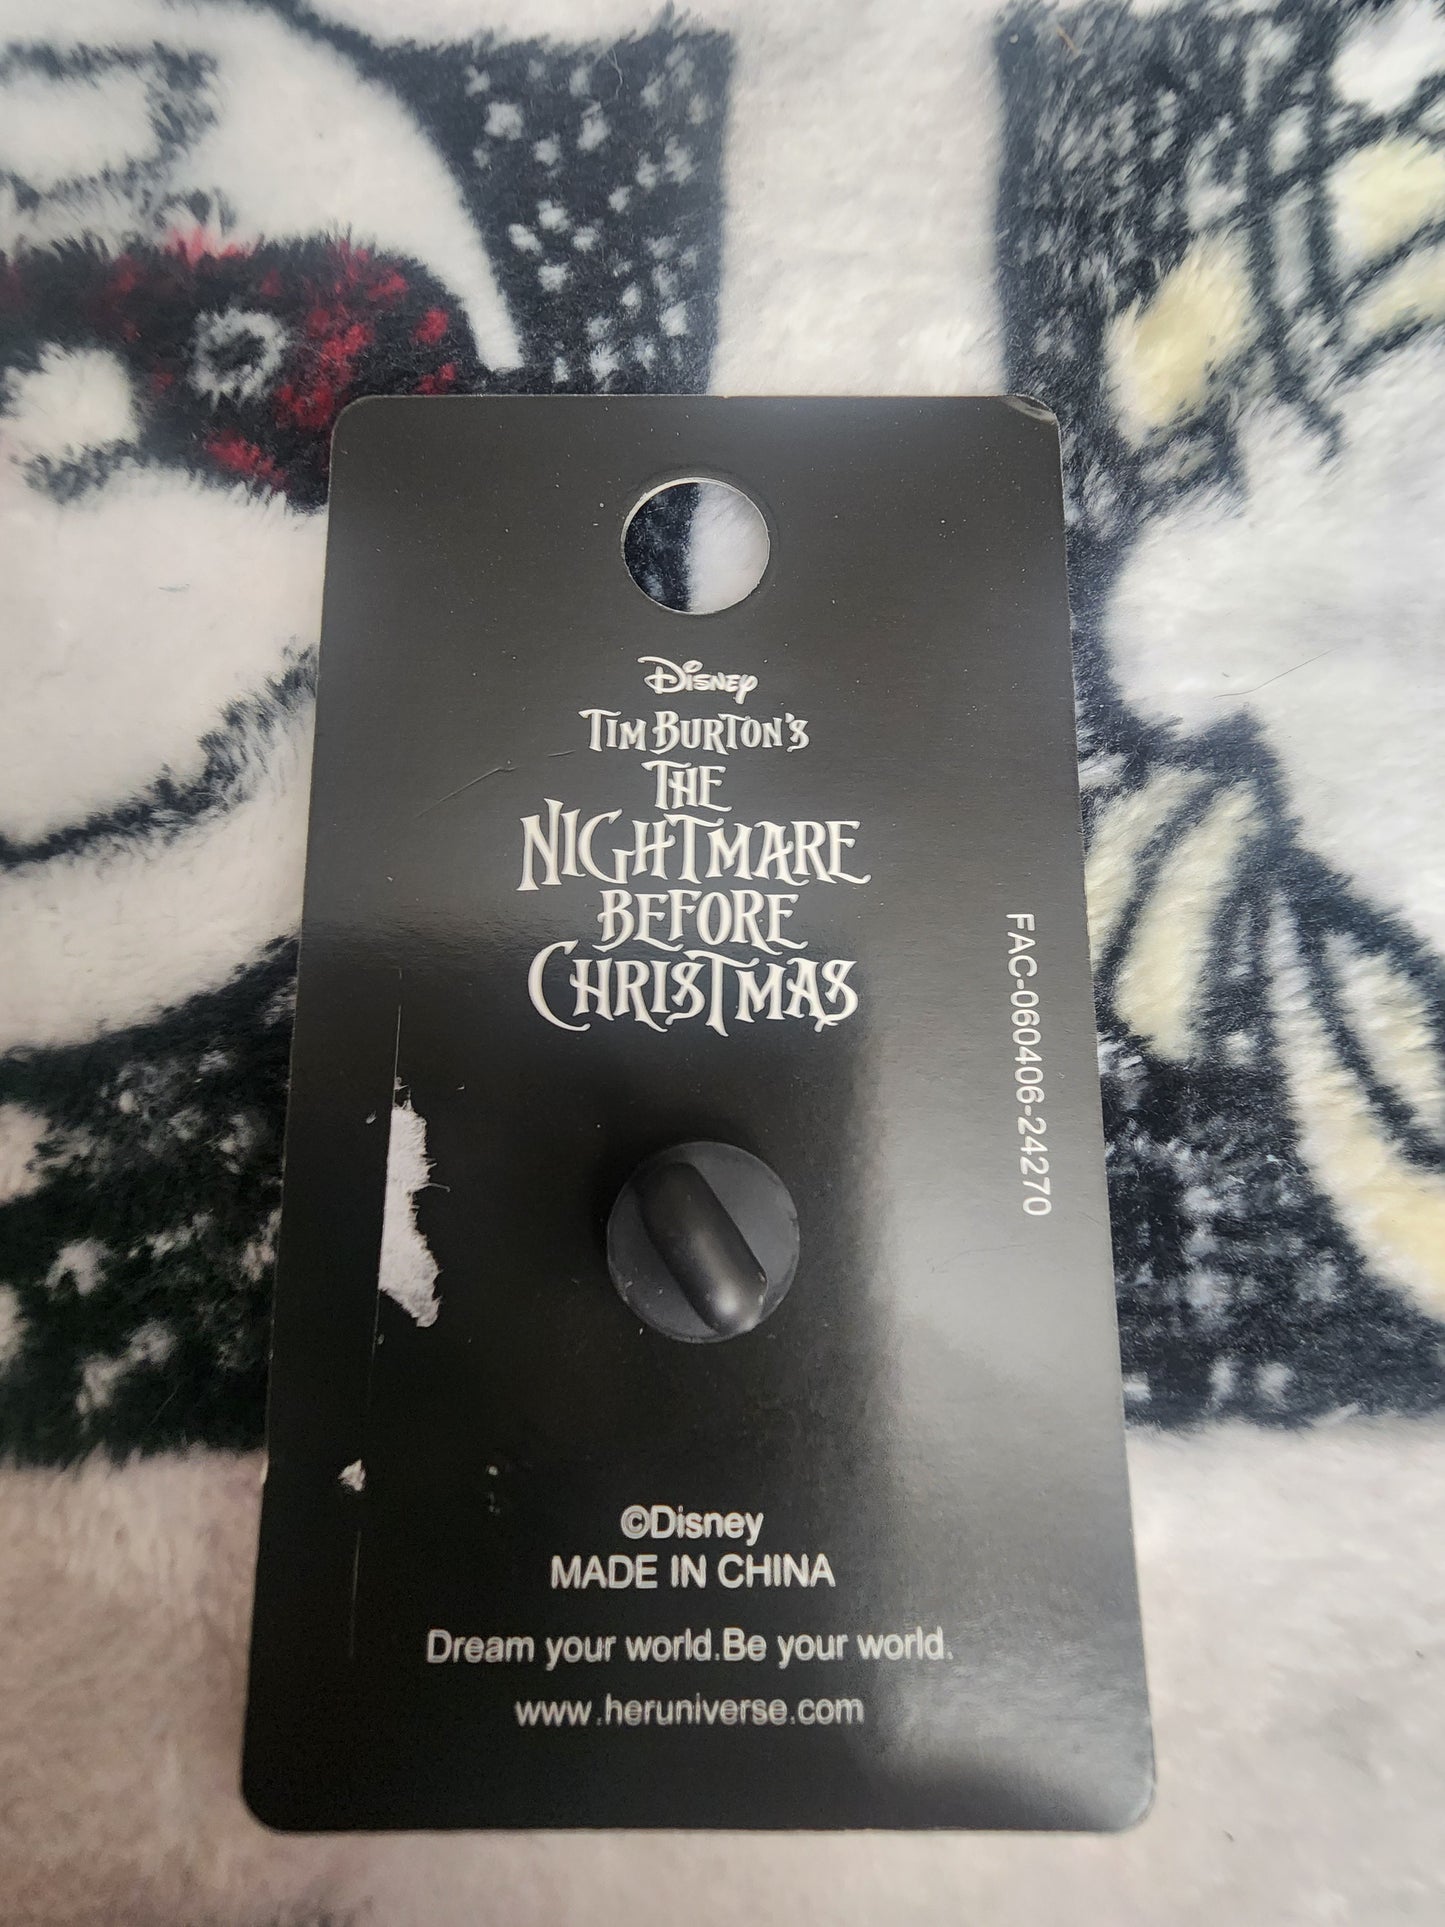 Disney
TIM BURTON'S
THE
NIGHTMARE
BEFORE
CHRISTMAS
FAC-060406-24270
©Disney
MADE IN CHINA
Dream your world.Be your world.
www.heruniverse.com